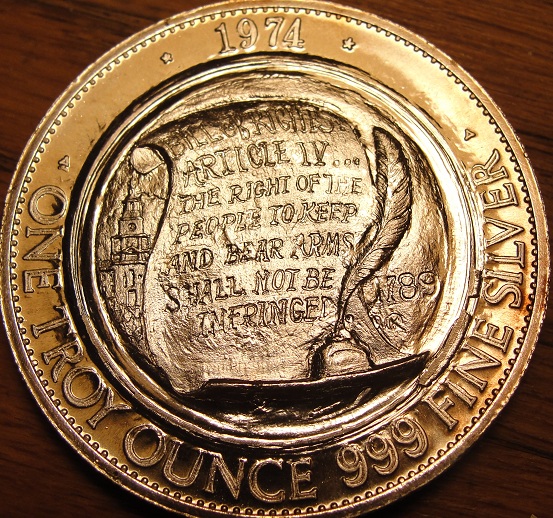 1974
BILL OF RIGHTS
ARTICLE IV...
THE RIGHT OF THE
PEOPLE TO KEEP
AND BEAR ARMS
SHALL NOT BE
INFRINGED
1789
ONE TROY OUNCE 999 FINE SILVER